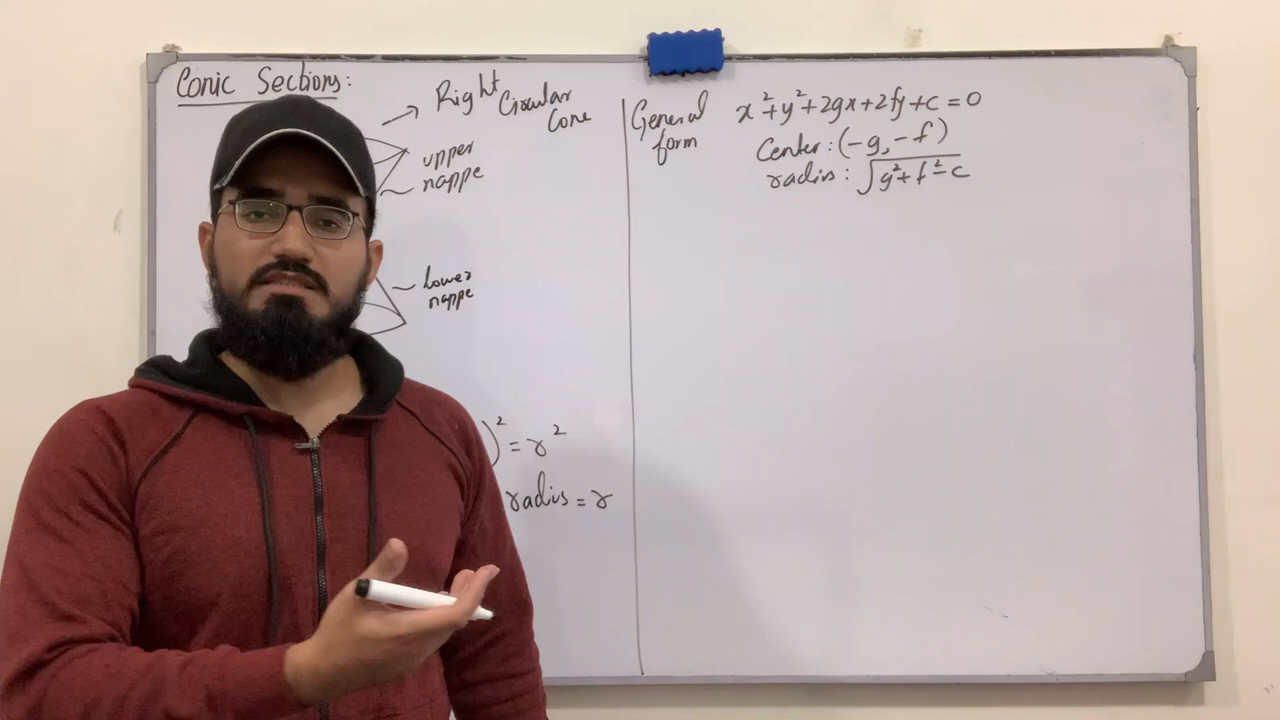 Conic Sections:
Right Circular
Cone
upper
nappe
lower
nappe
)² = r²
radius = r
General
form
x²+y²+2gx+2fy+c = 0
Center: (-g, -f)
radius: √g²+f²-c